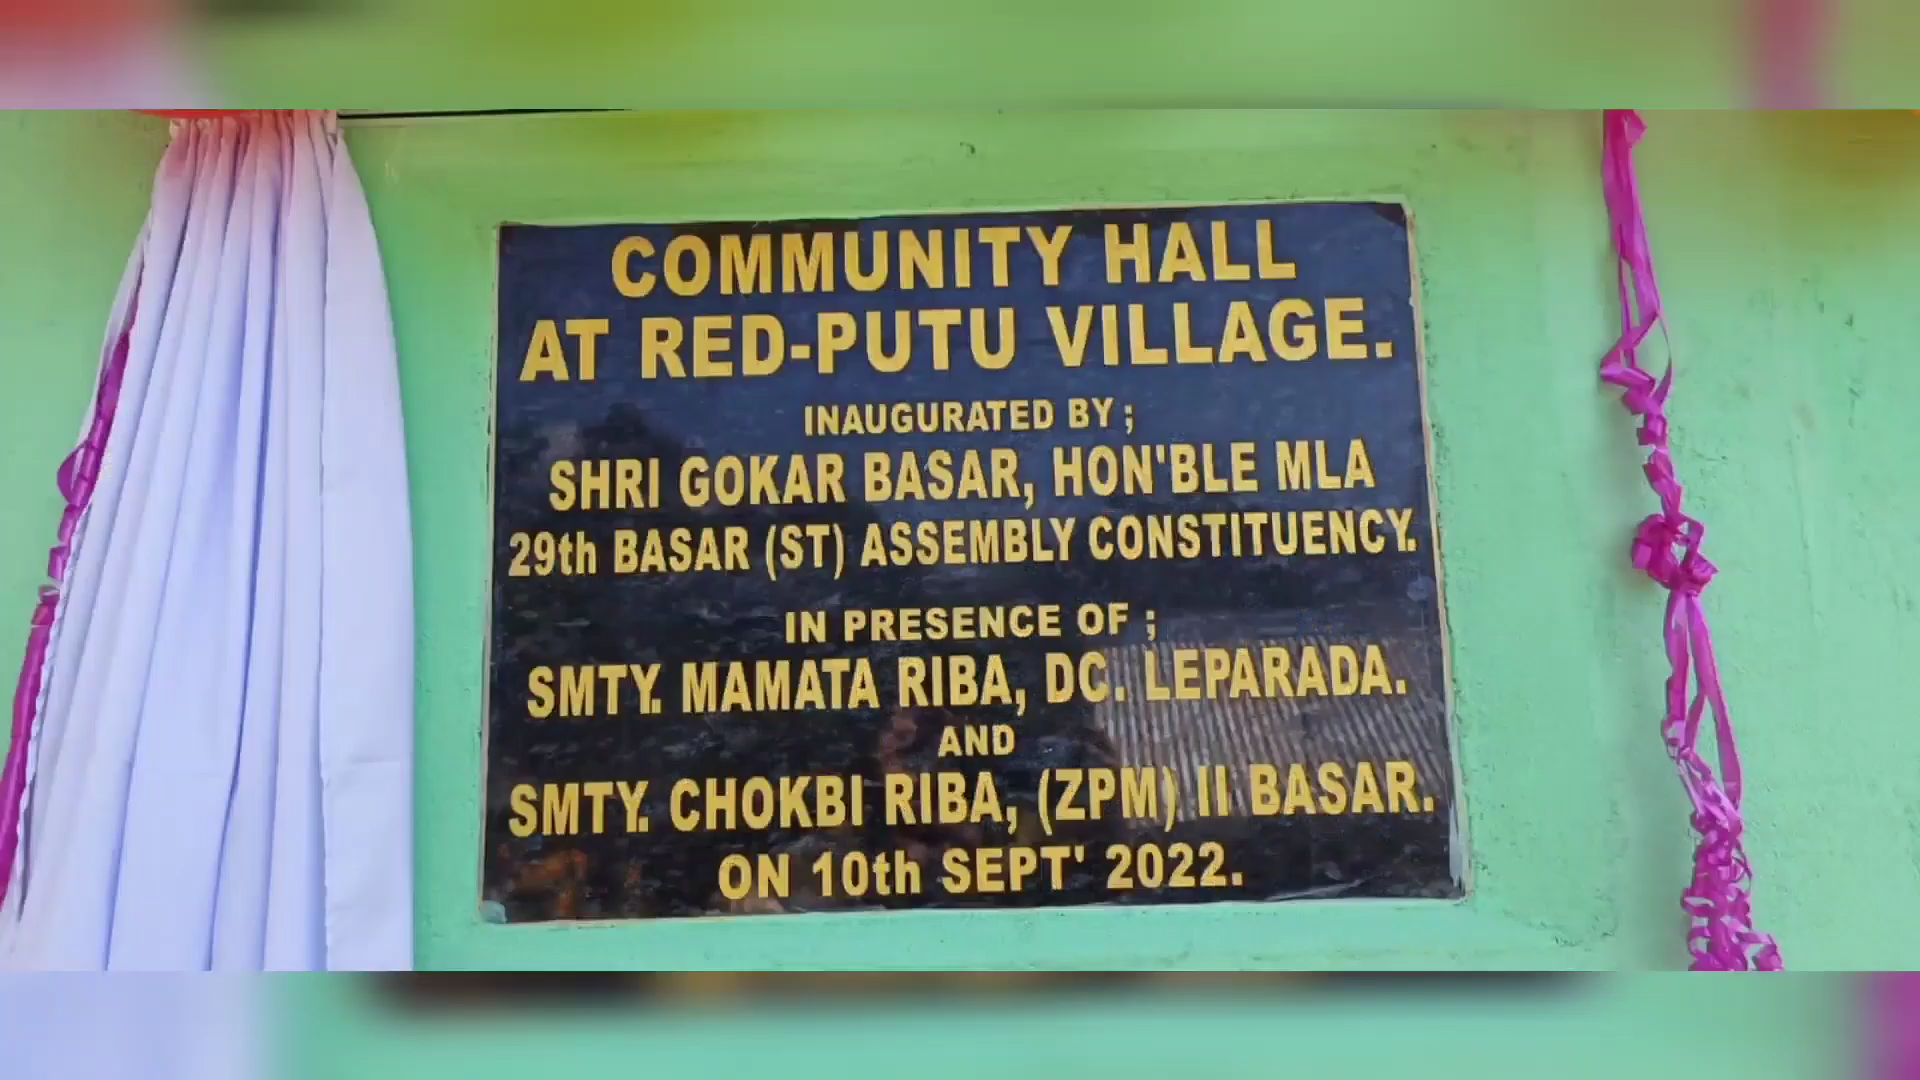 COMMUNITY HALL
AT RED-PUTU VILLAGE.
INAUGURATED BY ;
SHRI GOKAR BASAR, HON'BLE MLA
29th BASAR (ST) ASSEMBLY CONSTITUENCY.
IN PRESENCE OF ;
SMTY. MAMATA RIBA, DC. LEPARADA.
AND
SMTY. CHOKBI RIBA, (ZPM) II BASAR.
ON 10th SEPT' 2022.